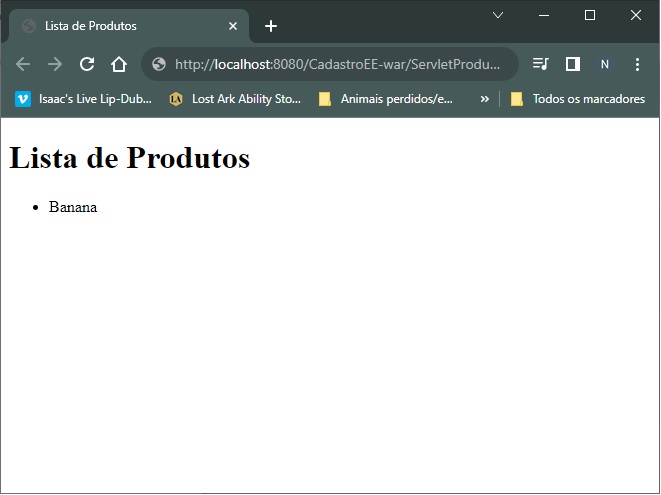 Lista de Produtos
http://localhost:8080/CadastroEE-war/ServletProdu...
N
Isaac's Live Lip-Dub...
LA
Lost Ark Ability Sto...
Animais perdidos/e...
»
Todos os marcadores
Lista de Produtos
• Banana